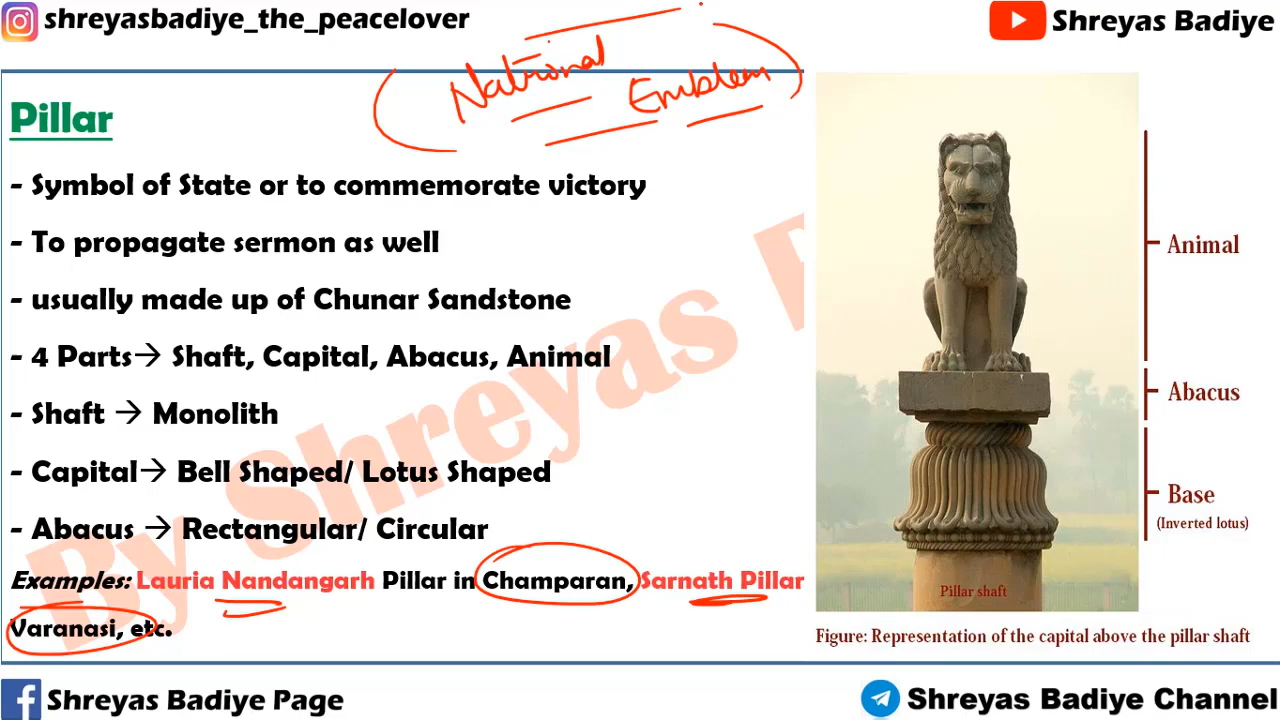 shreyasbadiye_the_peacelover
Shreyas Badiye
National
Emblem
Pillar
- Symbol of State or to commemorate victory
- To propagate sermon as well
- usually made up of Chunar Sandstone
- 4 Parts→ Shaft, Capital, Abacus, Animal
- Shaft → Monolith
- Capital→ Bell Shaped/ Lotus Shaped
- Abacus → Rectangular/ Circular
Examples: Lauria Nandangarh Pillar in Champaran, Sarnath Pillar
Varanasi, etc.
By Shreyas
Animal
Abacus
Base
(Inverted lotus)
Pillar shaft
Figure: Representation of the capital above the pillar shaft
Shreyas Badiye Page
Shreyas Badiye Channel